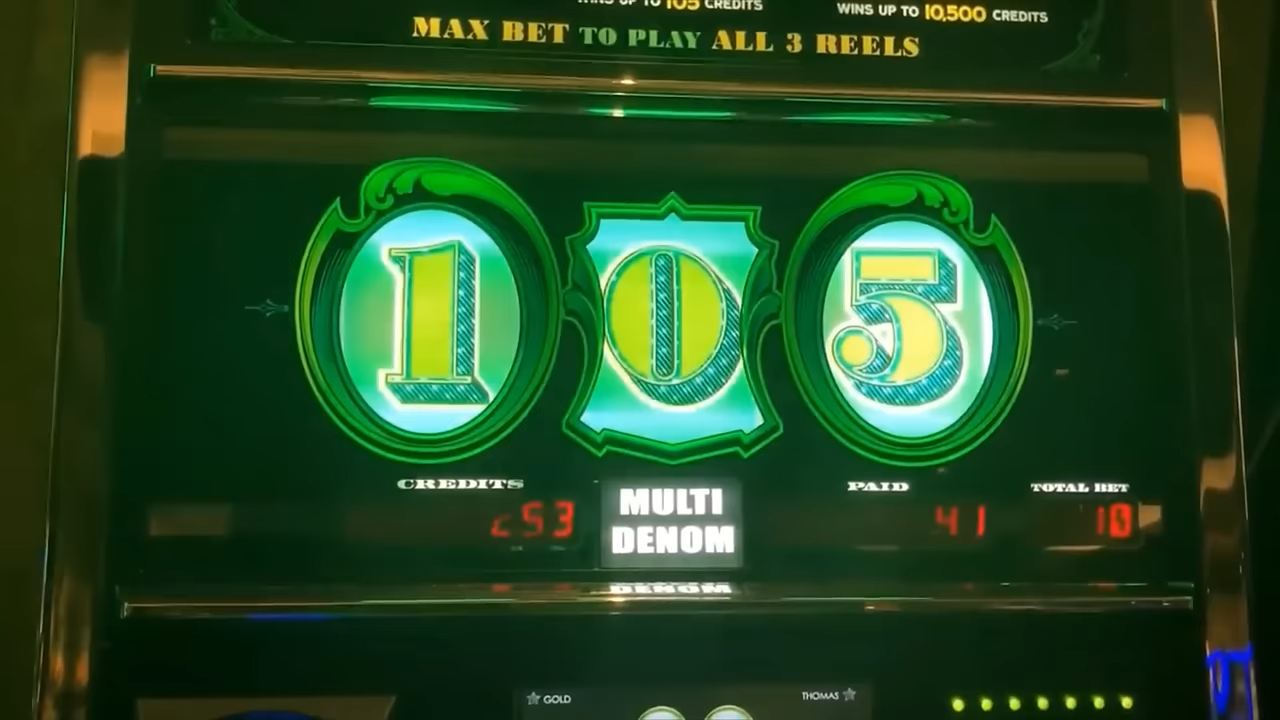 WINS UP TO 105 CREDITS
WINS UP TO 10,500 CREDITS
MAX BET TO PLAY ALL 3 REELS
1 0 5
CREDITS
PAID
TOTAL BET
253
MULTI
DENOM
41
10
GOLD
THOMAS